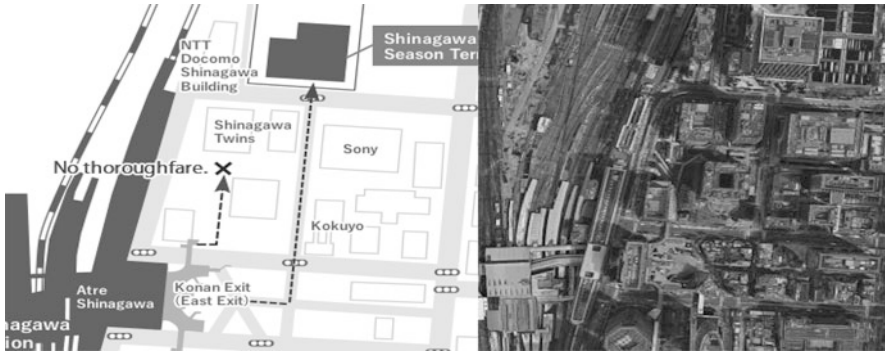 NTT
Docomo
Shinagawa
Building
Shinagawa
Season Ter
Shinagawa
Twins
Sony
No thoroughfare.
Kokuyo
Konan Exit
(East Exit)
Atre
Shinagawa
nagawa
ion